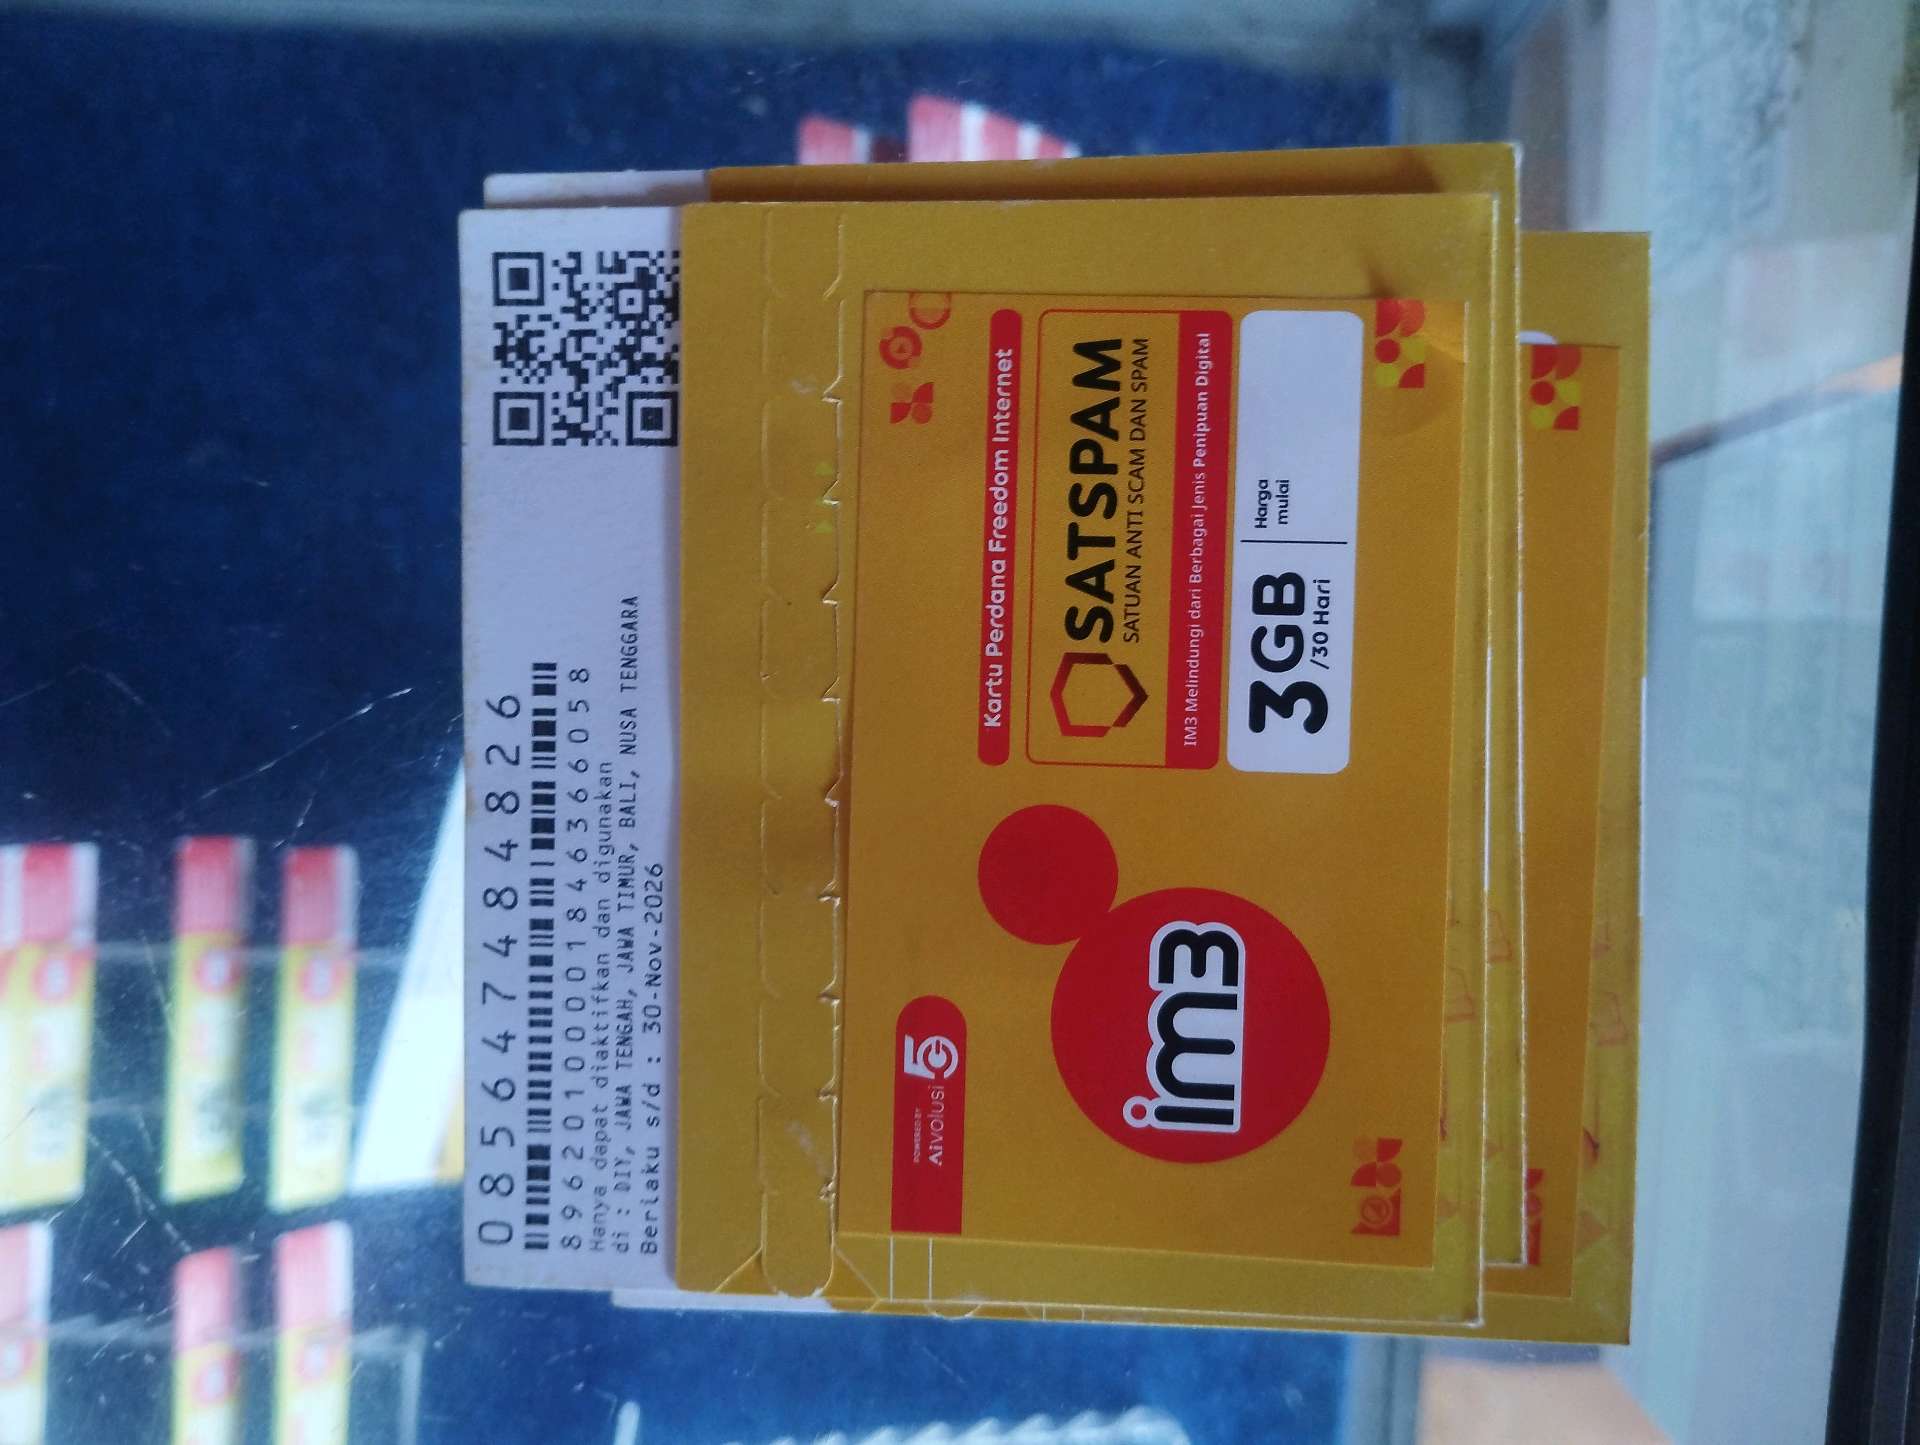 085647484826
8962010000184636​6058
Hanya dapat diaktifkan dan digunakan
di : DIY, JAWA TENGAH, JAWA TIMUR, BALI, NUSA TENGGARA
Berlaku s/d : 30-Nov-2026
POWERED BY
AIvolusi 5G
im3
Kartu Perdana Freedom Internet
SATSPAM
SATUAN ANTI SCAM DAN SPAM
IM3 Melindungi dari Berbagai Jenis Penipuan Digital
3GB
/30 Hari
Harga
mulai